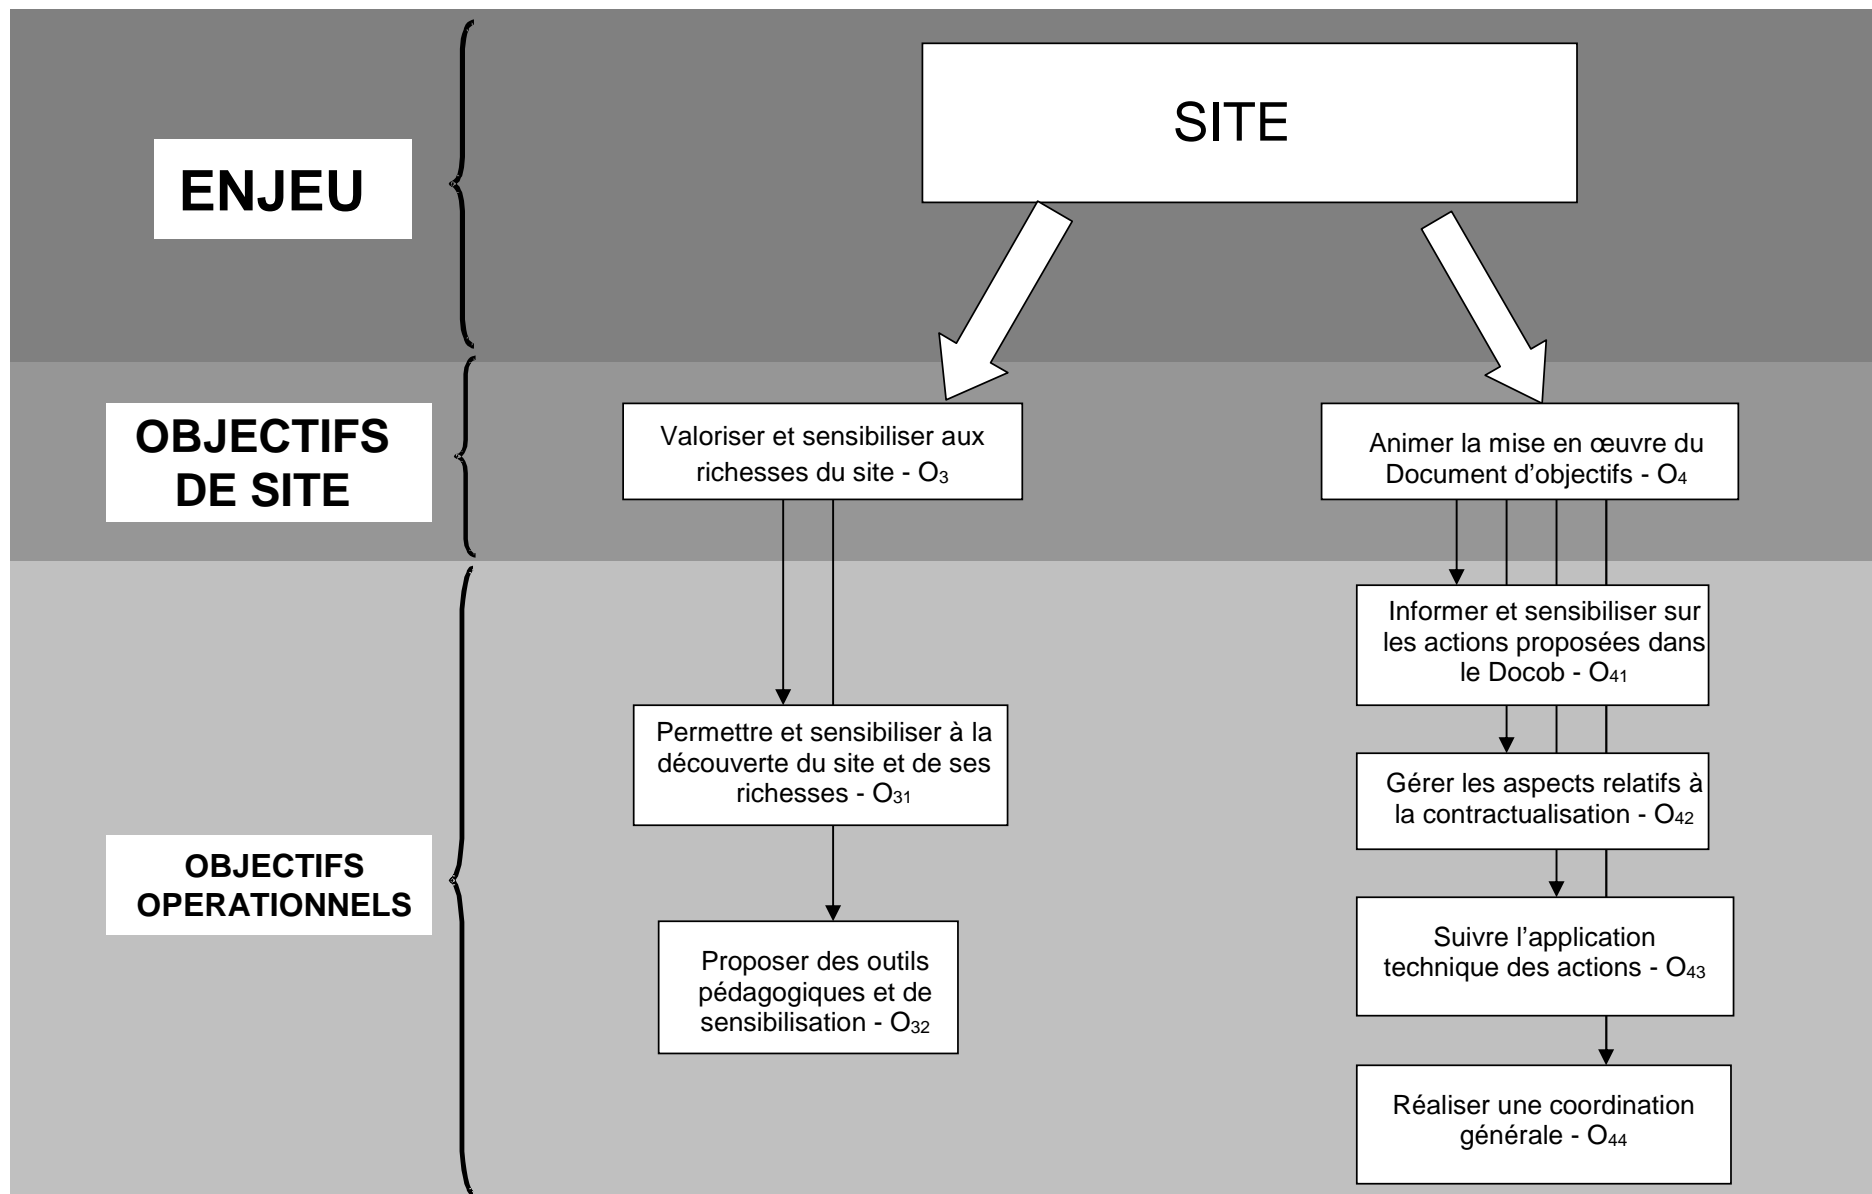 SITE
ENJEU
OBJECTIFS
DE SITE
Valoriser et sensibiliser aux
richesses du site - O₃
Animer la mise en œuvre du
Document d’objectifs - O₄
Informer et sensibiliser sur
les actions proposées dans
le Docob - O₄₁
Permettre et sensibiliser à la
découverte du site et de ses
richesses - O₃₁
Gérer les aspects relatifs à
la contractualisation - O₄₂
OBJECTIFS
OPERATIONNELS
Proposer des outils
pédagogiques et de
sensibilisation - O₃₂
Suivre l’application
technique des actions - O₄₃
Réaliser une coordination
générale - O₄₄